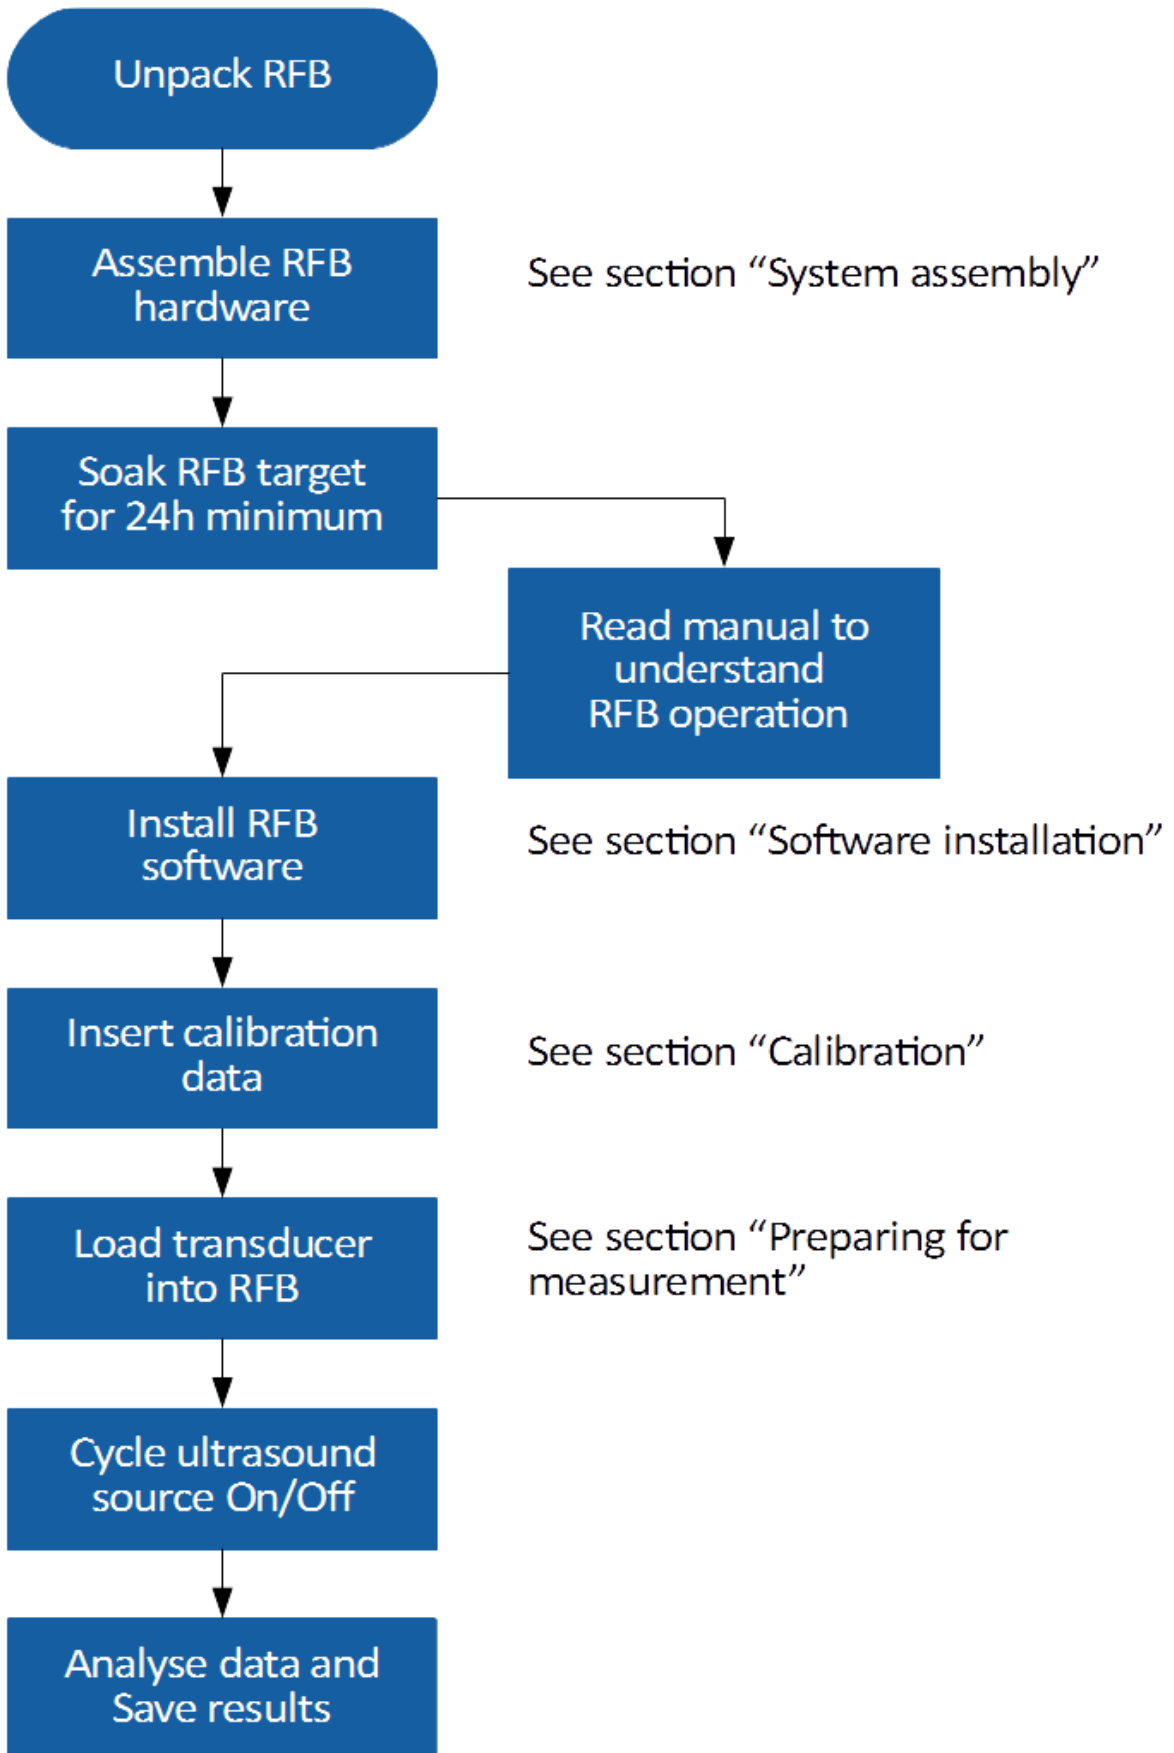 Unpack RFB
Assemble RFB
hardware
See section “System assembly”
Soak RFB target
for 24h minimum
Read manual to
understand
RFB operation
Install RFB
software
See section “Software installation”
Insert calibration
data
See section “Calibration”
Load transducer
into RFB
See section “Preparing for
measurement”
Cycle ultrasound
source On/Off
Analyse data and
Save results